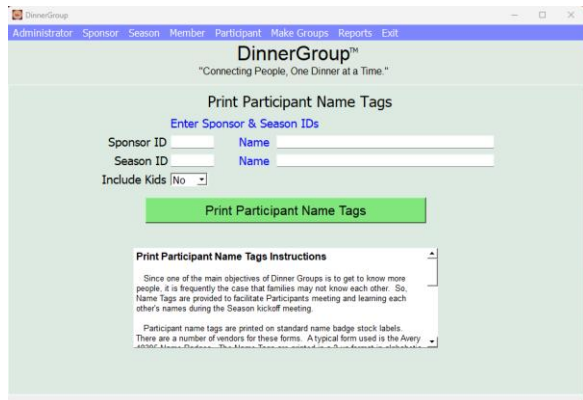 DinnerGroup
Administrator Sponsor Season Member Participant Make Groups Reports Exit
DinnerGroup™
"Connecting People, One Dinner at a Time."
Print Participant Name Tags
Enter Sponsor & Season IDs
Sponsor ID Name
Season ID Name
Include Kids No
Print Participant Name Tags
Print Participant Name Tags Instructions
Since one of the main objectives of Dinner Groups is to get to know more
people, it is frequently the case that families may not know each other. So,
Name Tags are provided to facilitate Participants meeting and learning each
other's names during the Season kickoff meeting.
Participant name tags are printed on standard name badge stock labels.
There are a number of vendors for these forms. A typical form used is the Avery